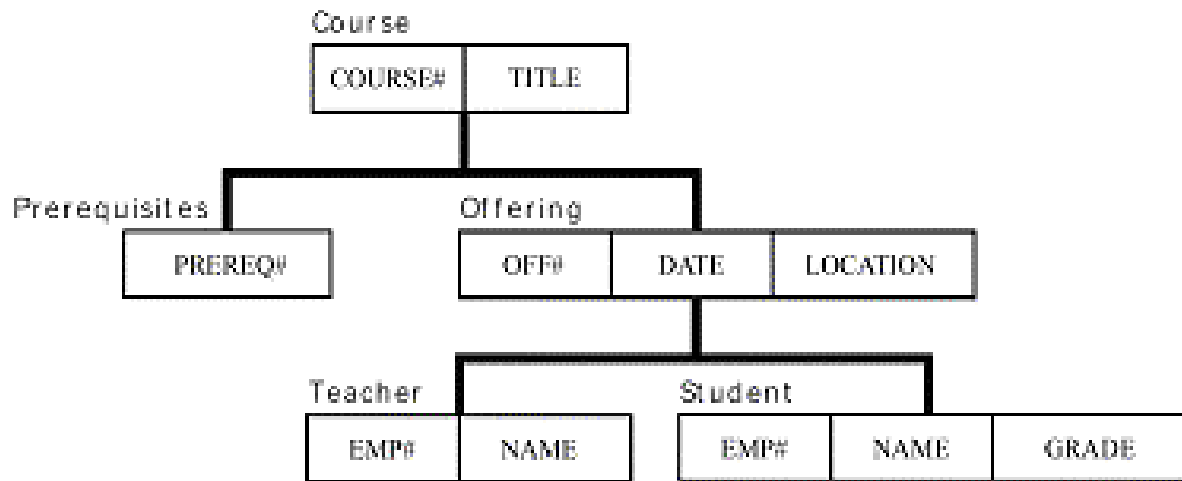 Course
COURSE# TITLE
Prerequisites Offering
PREREQ# OFF# DATE LOCATION
Teacher Student
EMP# NAME EMP# NAME GRADE